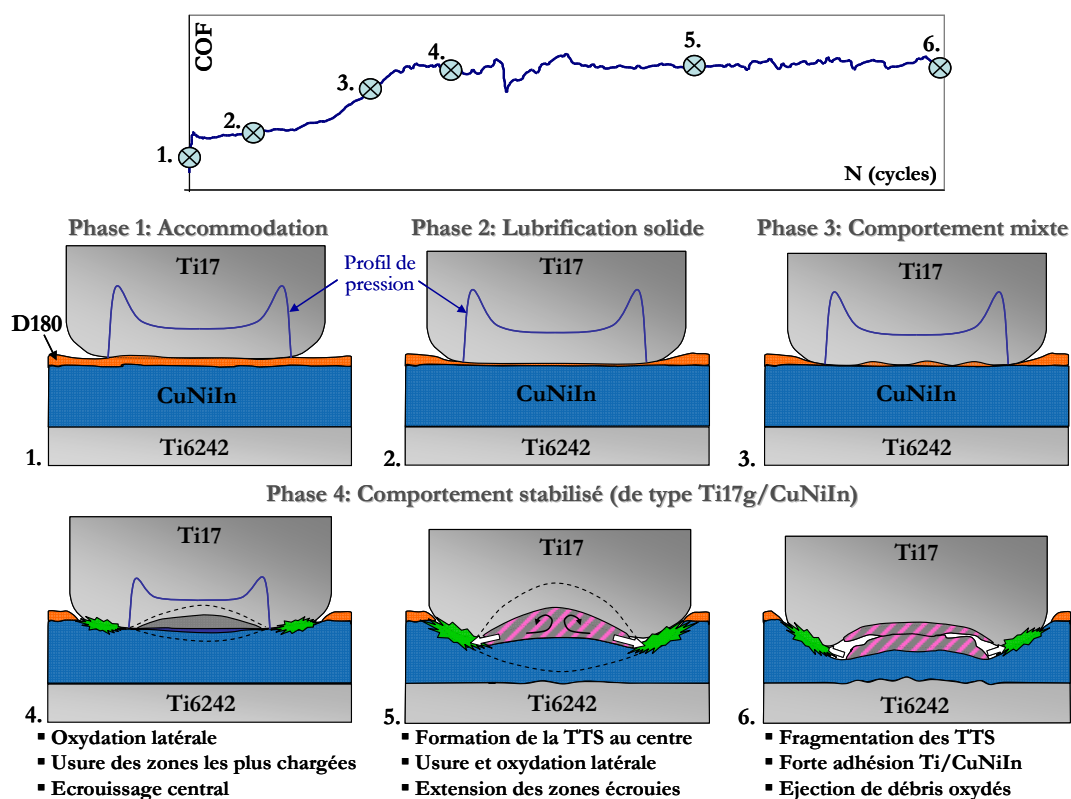 COF
1.
2.
3.
4.
5.
6.
N (cycles)
Phase 1: Accommodation
Phase 2: Lubrification solide
Phase 3: Comportement mixte
Ti17
Profil de
pression
Ti17
Ti17
D180
CuNiIn
CuNiIn
CuNiIn
Ti6242
Ti6242
Ti6242
1.
2.
3.
Phase 4: Comportement stabilisé (de type Ti17g/CuNiIn)
Ti17
Ti17
Ti17
CuNiIn
CuNiIn
CuNiIn
Ti6242
Ti6242
Ti6242
4.
5.
6.
▪ Oxydation latérale
▪ Usure des zones les plus chargées
▪ Ecrouissage central
▪ Formation de la TTS au centre
▪ Usure et oxydation latérale
▪ Extension des zones écrouies
▪ Fragmentation des TTS
▪ Forte adhésion Ti/CuNiIn
▪ Ejection de débris oxydés